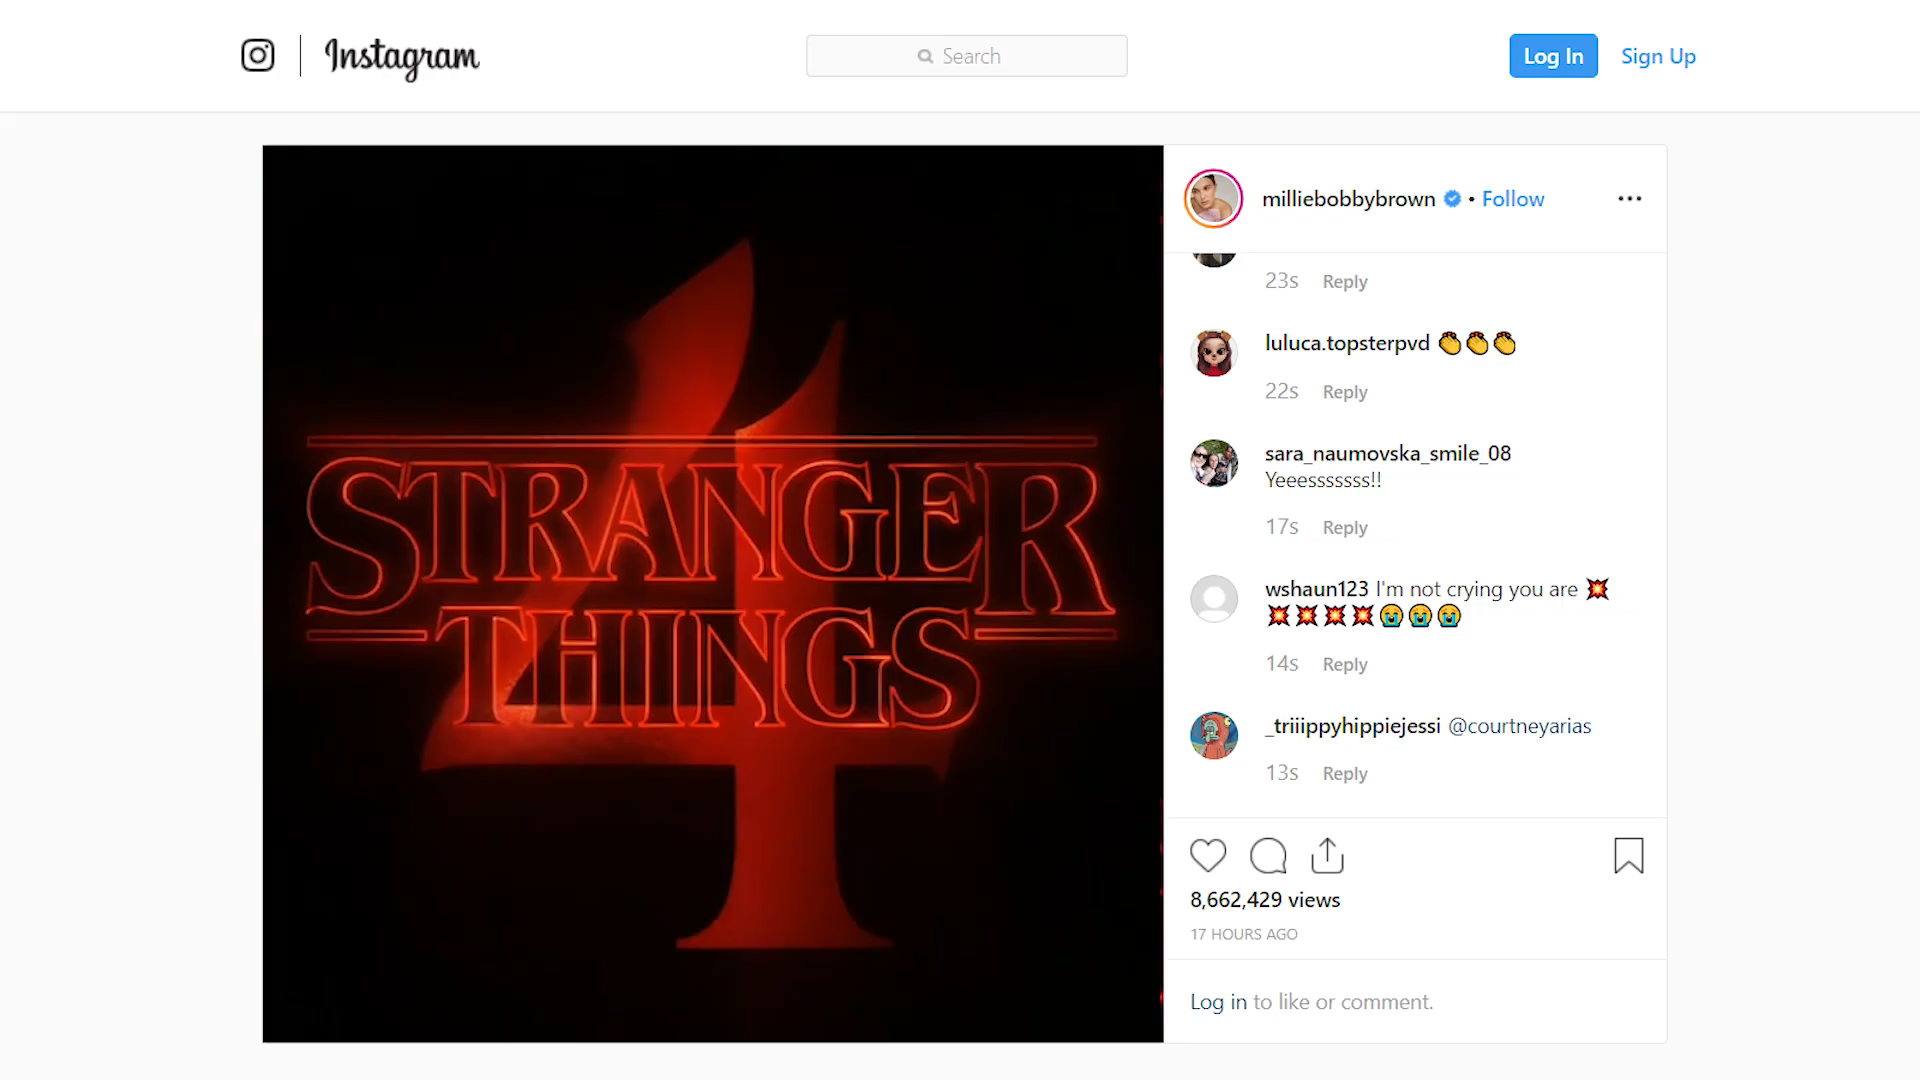 Instagram
Search
Log In
Sign Up
STRANGER
THINGS
4
milliebobbybrown • Follow
23s Reply
luluca.topsterpvd 👏👏👏
22s Reply
sara_naumovska_smile_08
Yeeesssssss!!
17s Reply
wshaun123 I'm not crying you are 💥
💥💥💥💥😭😭😭
14s Reply
_triiippyhippiejessi @courtneyarias
13s Reply
8,662,429 views
17 HOURS AGO
Log in to like or comment.